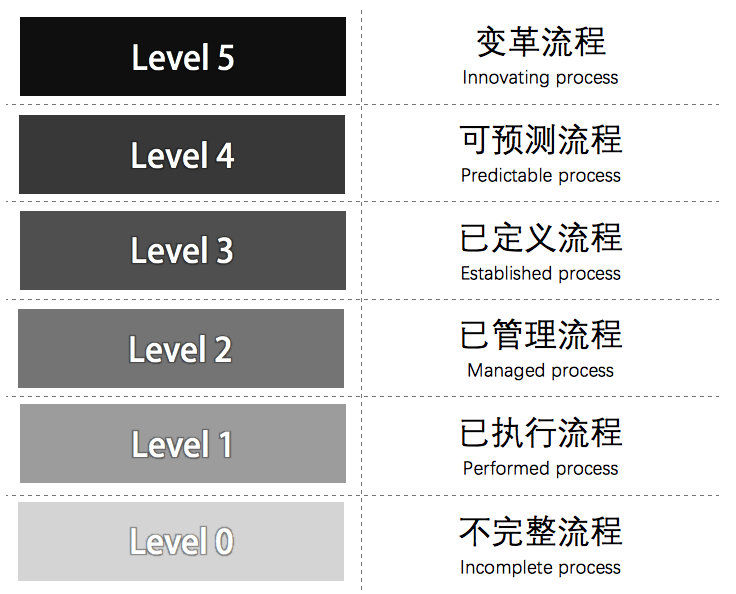 Level 5
变革流程
Innovating process
Level 4
可预测流程
Predictable process
Level 3
已定义流程
Established process
Level 2
已管理流程
Managed process
Level 1
已执行流程
Performed process
Level 0
不完整流程
Incomplete process